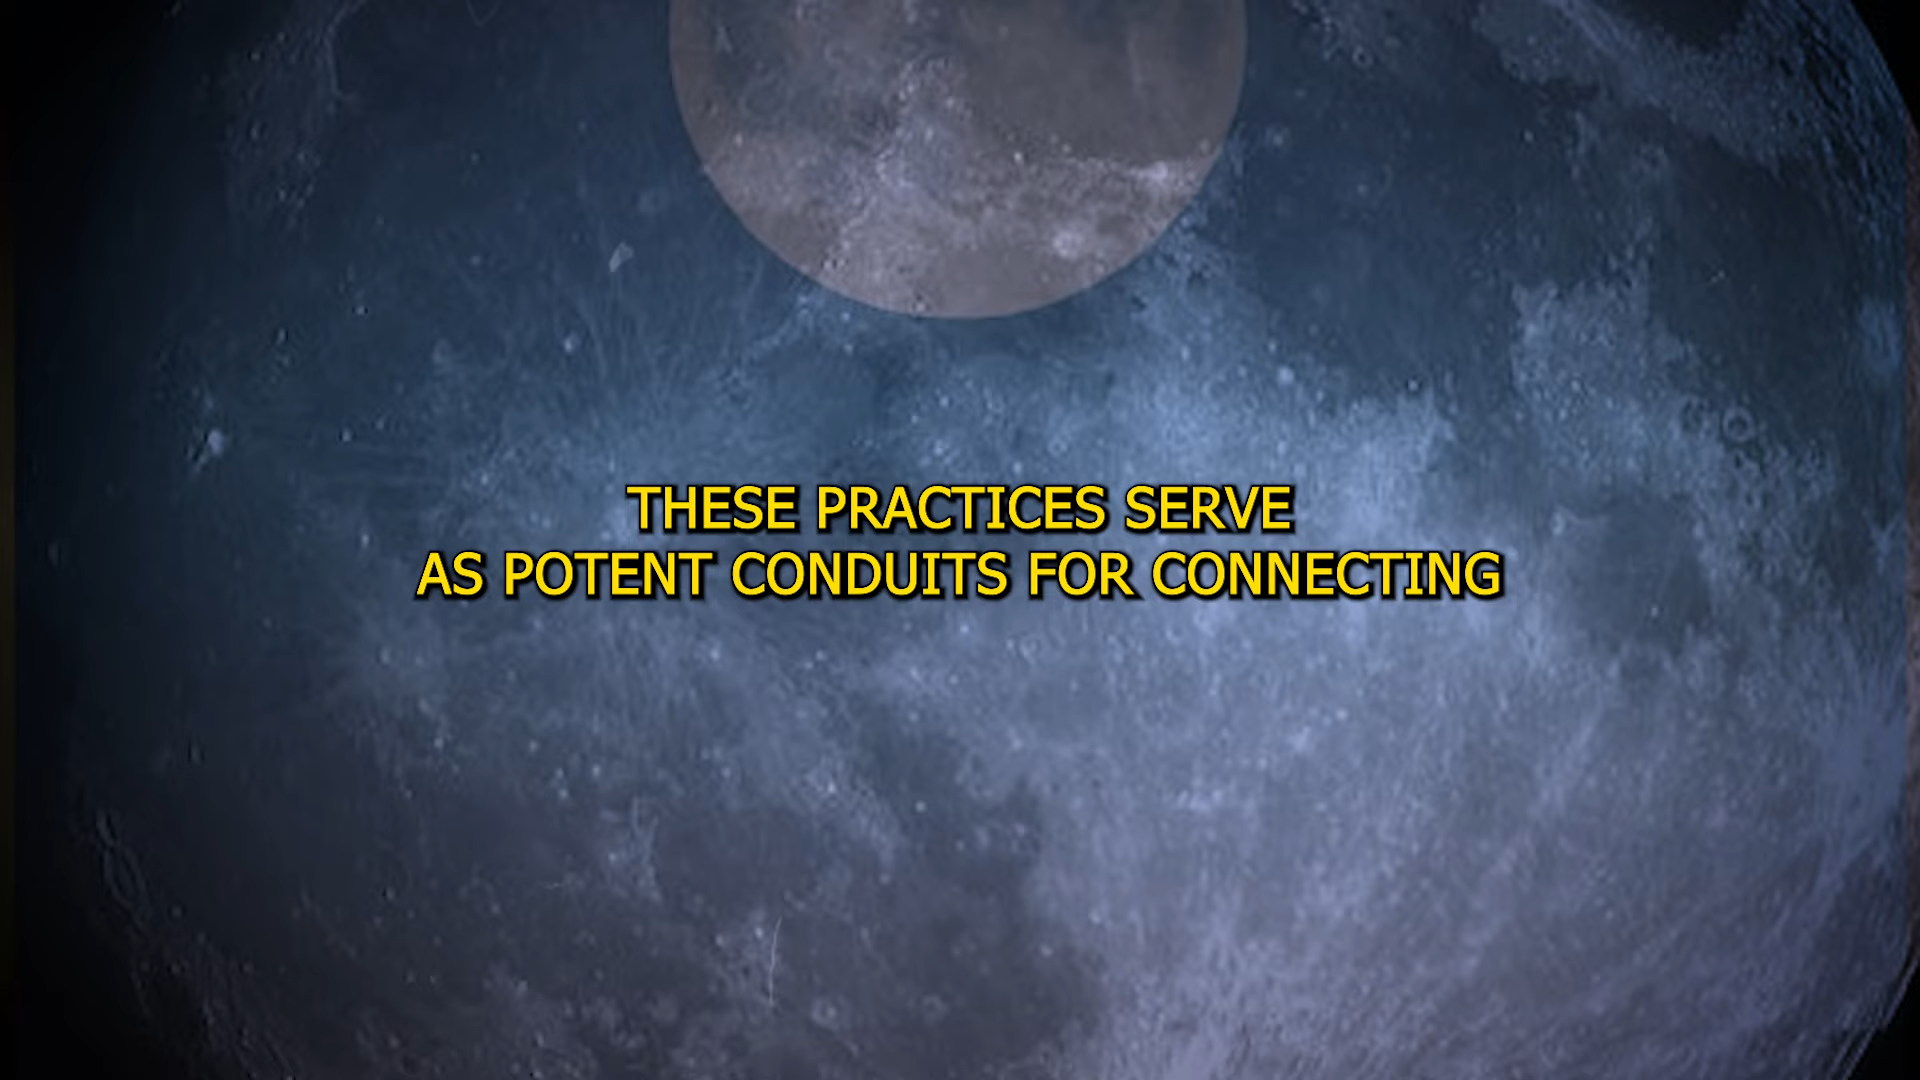 THESE PRACTICES SERVE
AS POTENT CONDUITS FOR CONNECTING